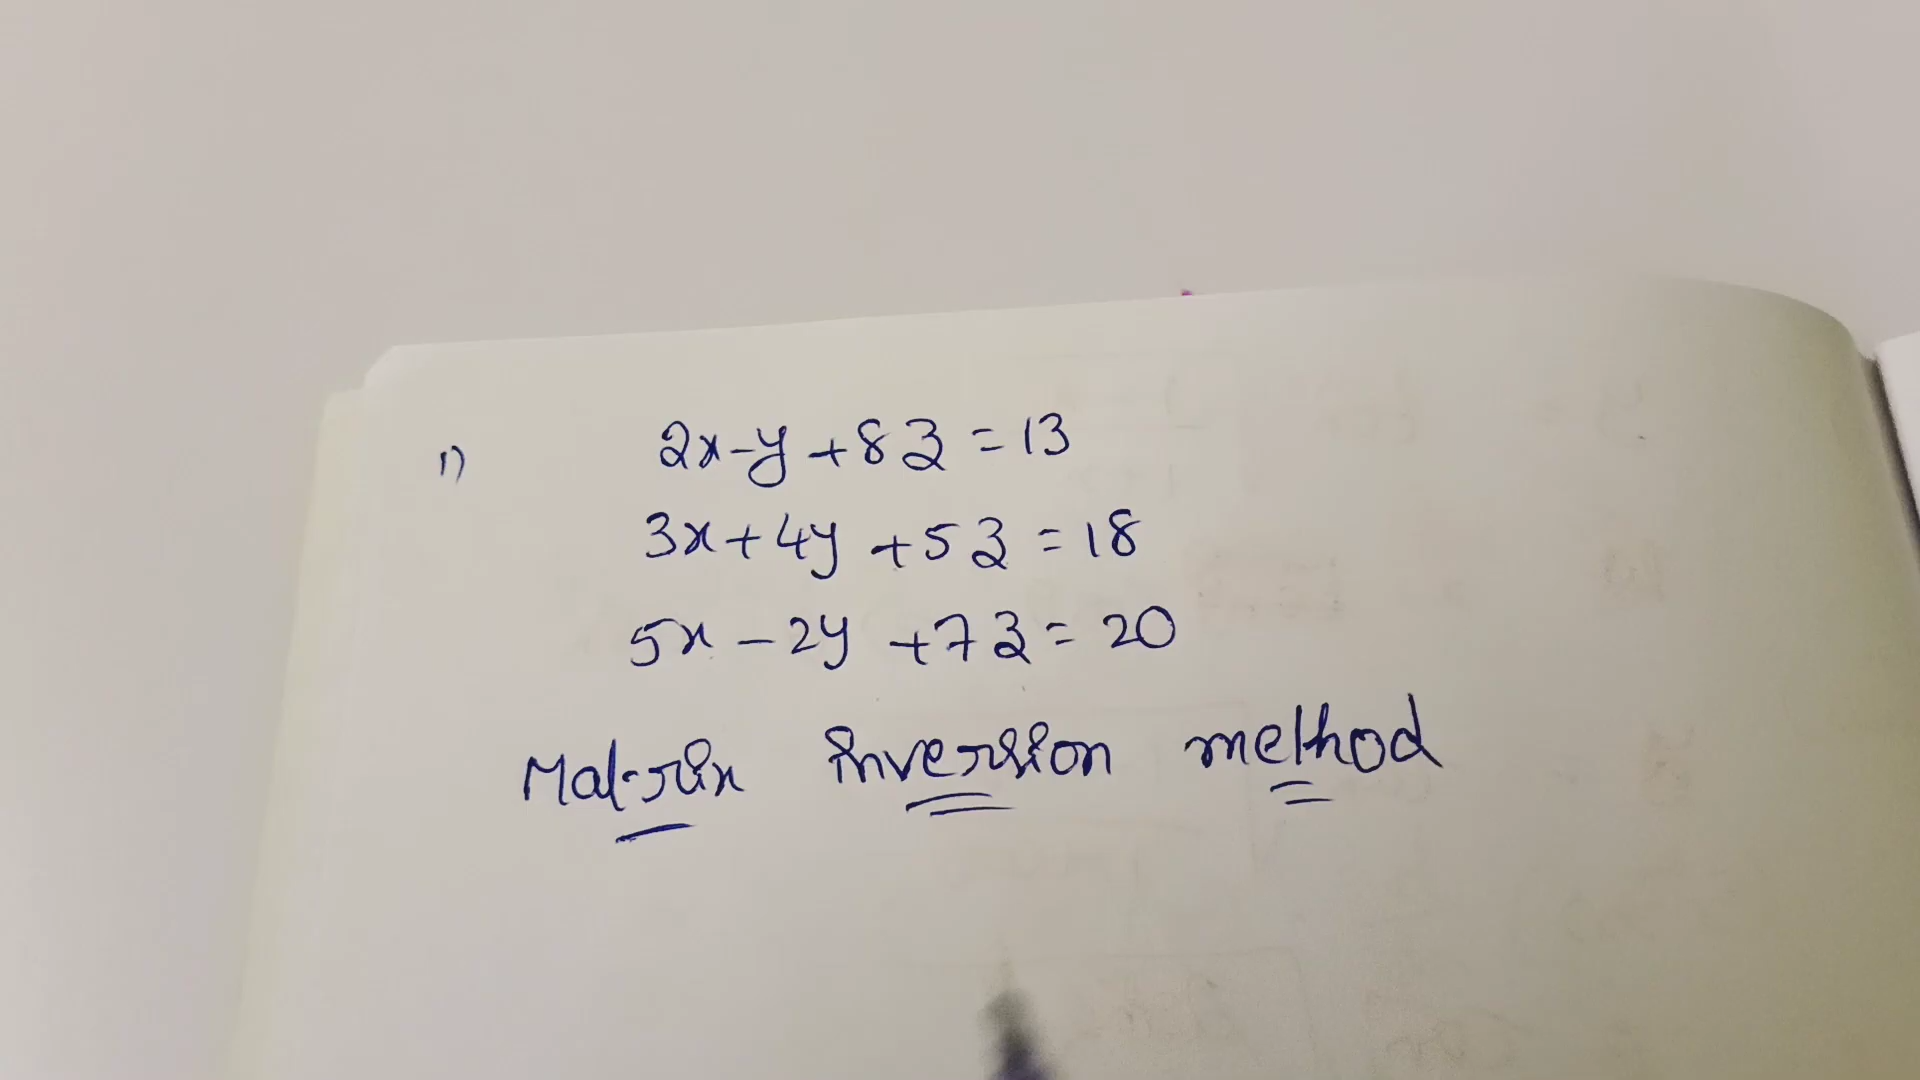 1) 2x-y+8z=13
3x+4y+5z=18
5x-2y+7z=20
Matrix inversion method